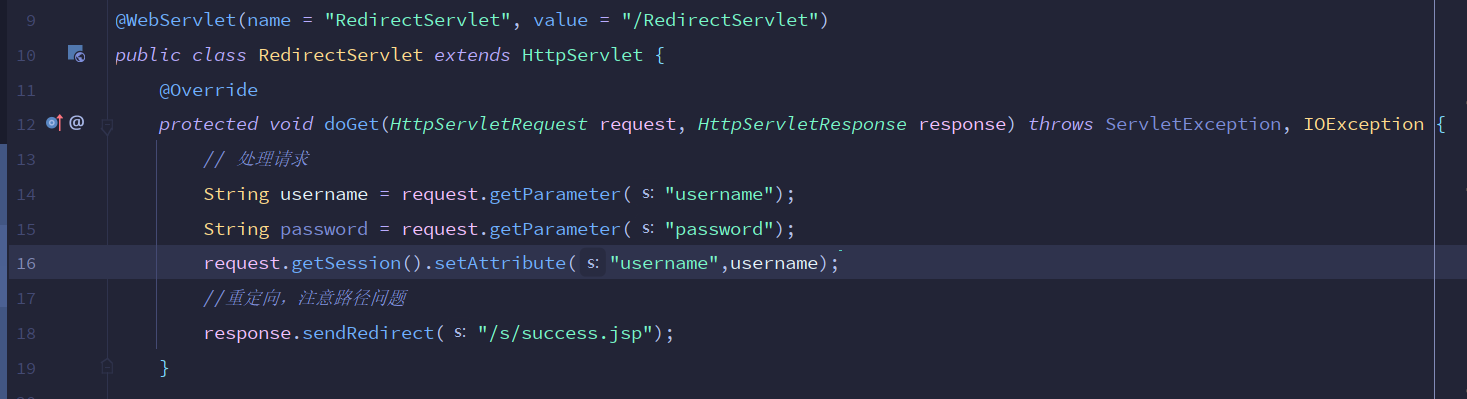 9 @WebServlet(name = "RedirectServlet", value = "/RedirectServlet")
10 public class RedirectServlet extends HttpServlet {
11 @Override
12 @ protected void doGet(HttpServletRequest request, HttpServletResponse response) throws ServletException, IOException {
13 // 处理请求
14 String username = request.getParameter( s: "username");
15 String password = request.getParameter( s: "password");
16 request.getSession().setAttribute( s: "username",username);
17 //重定向，注意路径问题
18 response.sendRedirect( s: "/s/success.jsp");
19 }